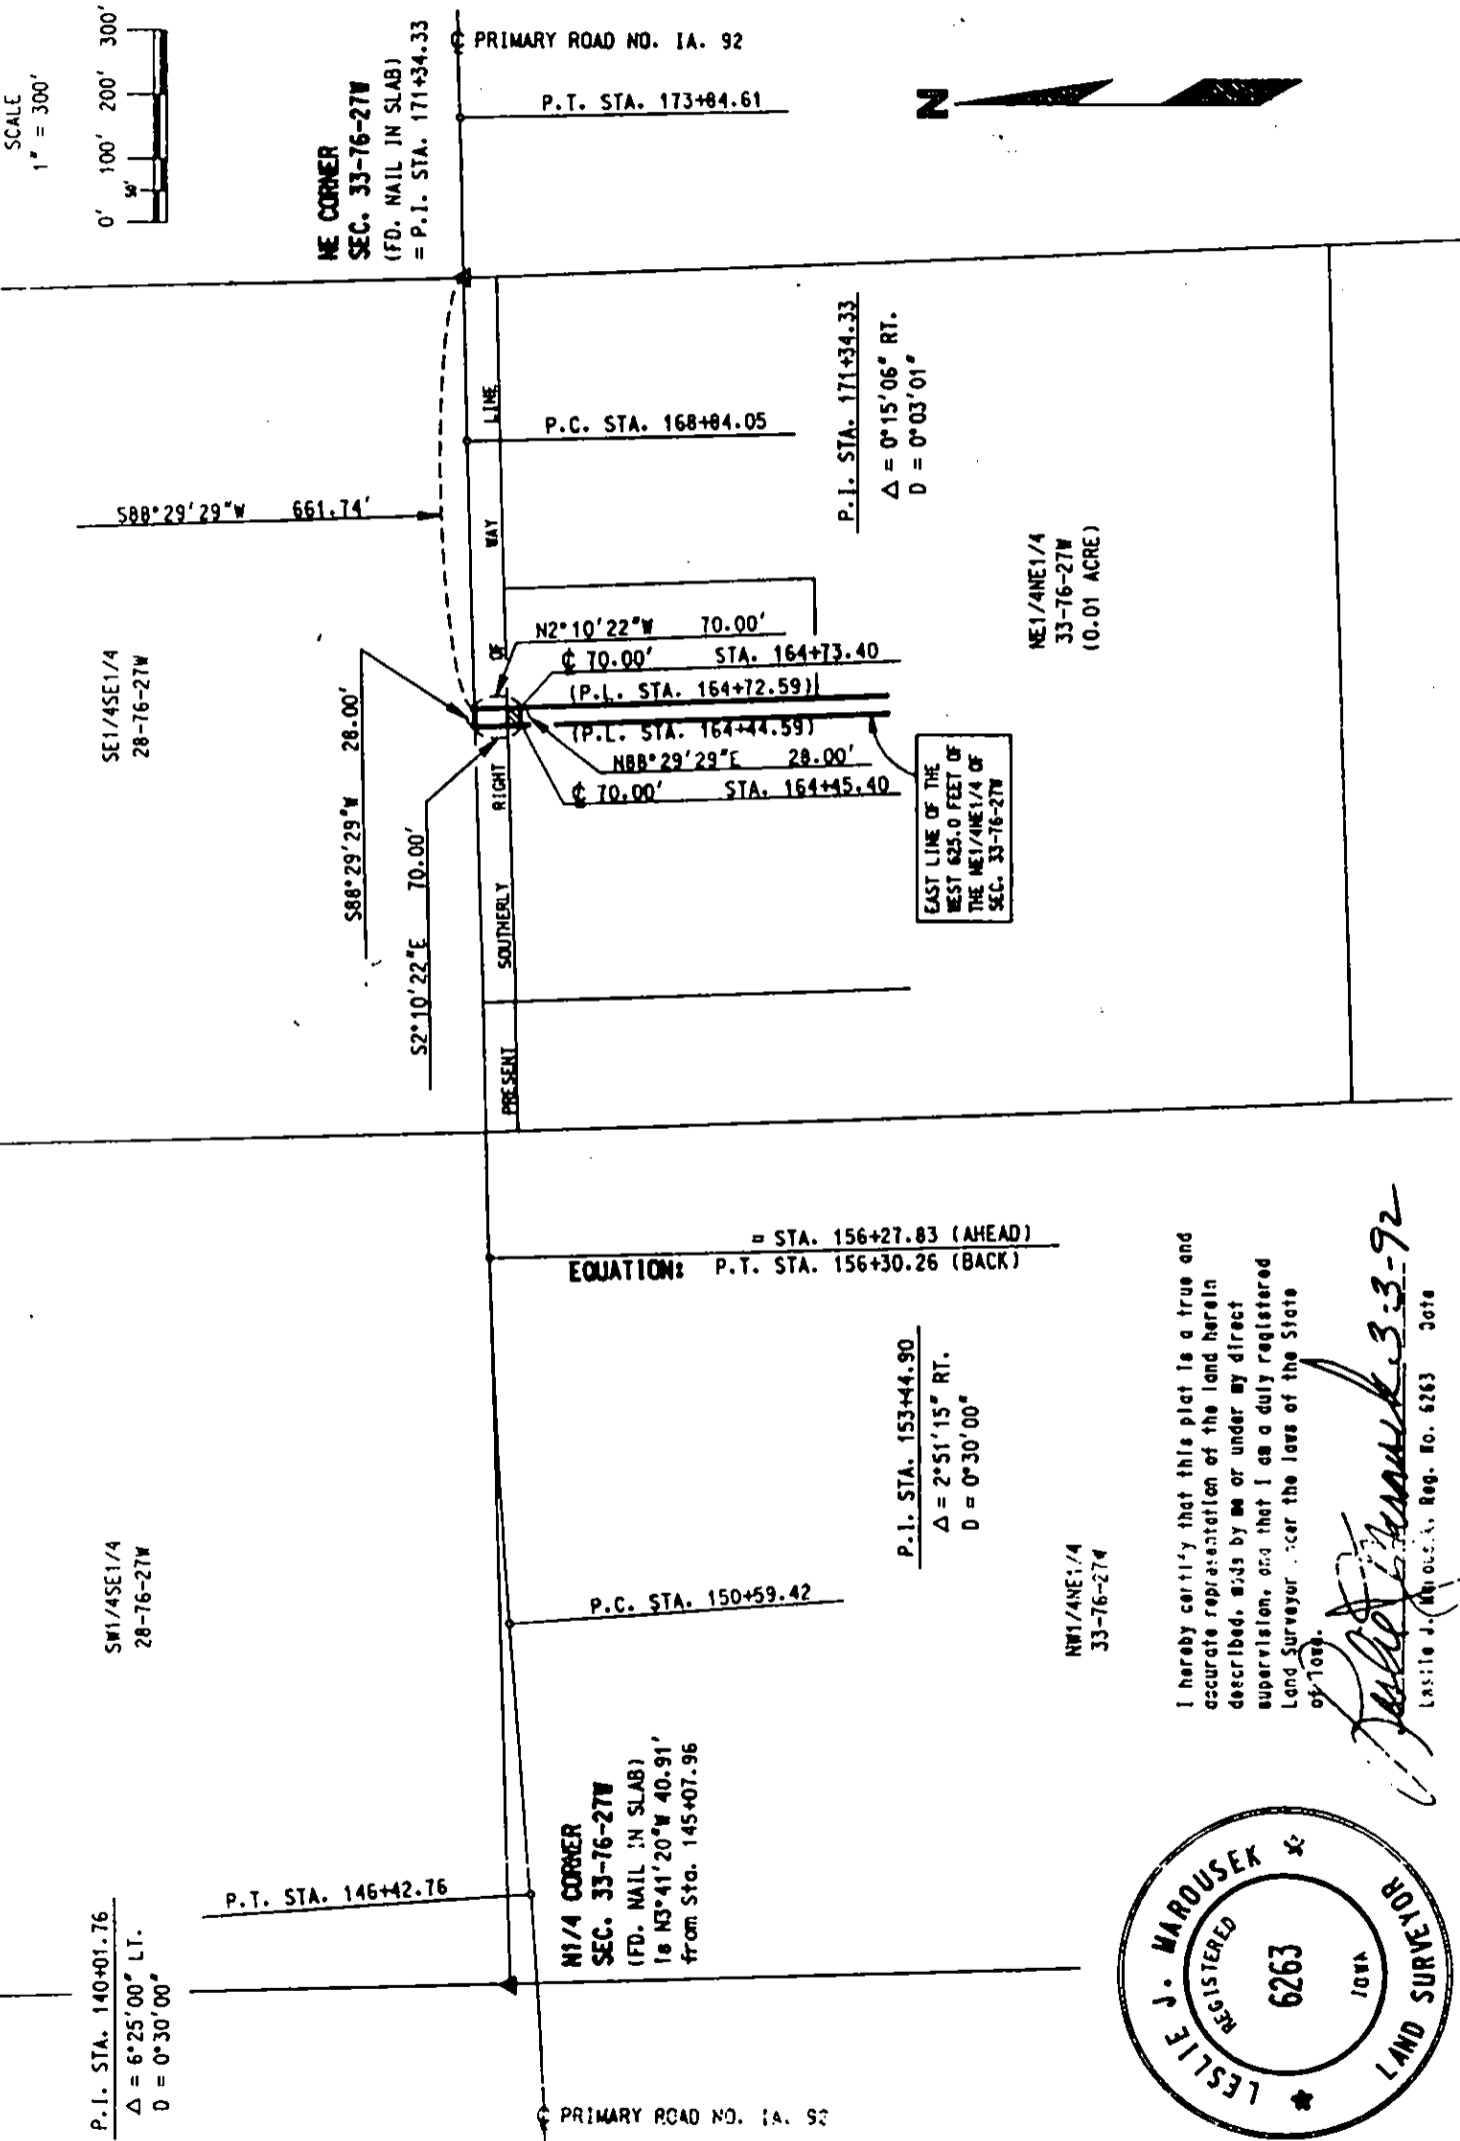 SCALE
1" = 300'
0' 50' 100' 200' 300'
NE CORNER
SEC. 33-76-27W
(FD. NAIL IN SLAB)
= P.I. STA. 171+34.33
℄ PRIMARY ROAD NO. IA. 92
P.T. STA. 173+84.61
N
SE1/4SE1/4
28-76-27W
S88°29'29"W 661.74'
P.C. STA. 168+84.05
P.I. STA. 171+34.33
Δ = 0°15'06" RT.
D = 0°03'01"
S88°29'29"W 28.00'
S2°10'22"E 70.00'
PRESENT SOUTHERLY RIGHT OF WAY LINE
N2°10'22"W 70.00'
℄ 70.00' STA. 164+73.40
(P.L. STA. 164+72.59)
(P.L. STA. 164+44.59)
N88°29'29"E 28.00'
℄ 70.00' STA. 164+45.40
EAST LINE OF THE
WEST 625.0 FEET OF
THE NE1/4NE1/4 OF
SEC. 33-76-27W
NE1/4NE1/4
33-76-27W
(0.01 ACRE)
= STA. 156+27.83 (AHEAD)
EQUATION: P.T. STA. 156+30.26 (BACK)
SW1/4SE1/4
28-76-27W
P.I. STA. 153+44.90
Δ = 2°51'15" RT.
D = 0°30'00"
P.C. STA. 150+59.42
NW1/4NE1/4
33-76-27W
P.I. STA. 140+01.76
Δ = 6°25'00" LT.
D = 0°30'00"
P.T. STA. 146+42.76
N1/4 CORNER
SEC. 33-76-27W
(FD. NAIL IN SLAB)
is N3°41'20"W 40.91'
from Sta. 145+07.96
℄ PRIMARY ROAD NO. IA. 92
I hereby certify that this plat is a true and
accurate representation of the land herein
described, made by me or under my direct
supervision, and that I am a duly registered
Land Surveyor under the laws of the State
of Iowa.
3-3-92
Leslie J. Marousek, Reg. No. 6263 Date
LESLIE J. MAROUSEK
REGISTERED
6263
IOWA
LAND SURVEYOR